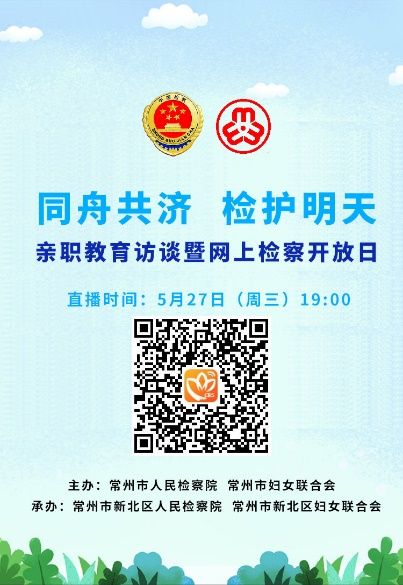 同舟共济 检护明天
亲职教育访谈暨网上检察开放日
直播时间：5月27日（周三）19:00
主办：常州市人民检察院 常州市妇女联合会
承办：常州市新北区人民检察院 常州市新北区妇女联合会